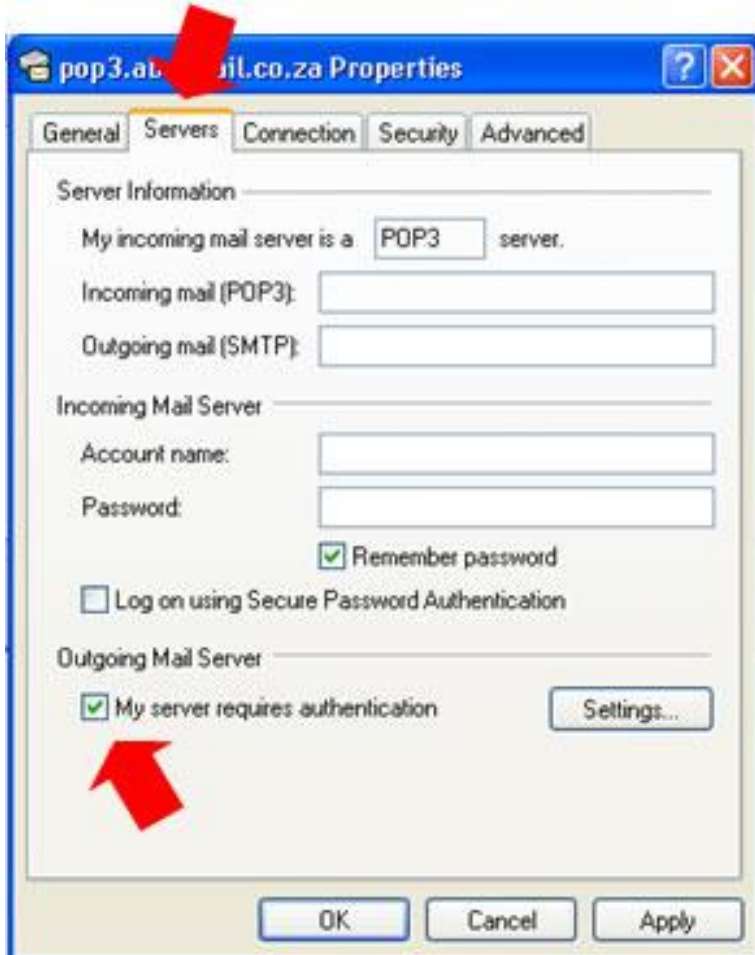 pop3.ab ail.co.za Properties
General Servers Connection Security Advanced
Server Information
My incoming mail server is a POP3 server.
Incoming mail (POP3):
Outgoing mail (SMTP):
Incoming Mail Server
Account name:
Password:
Remember password
Log on using Secure Password Authentication
Outgoing Mail Server
My server requires authentication Settings...
OK Cancel Apply